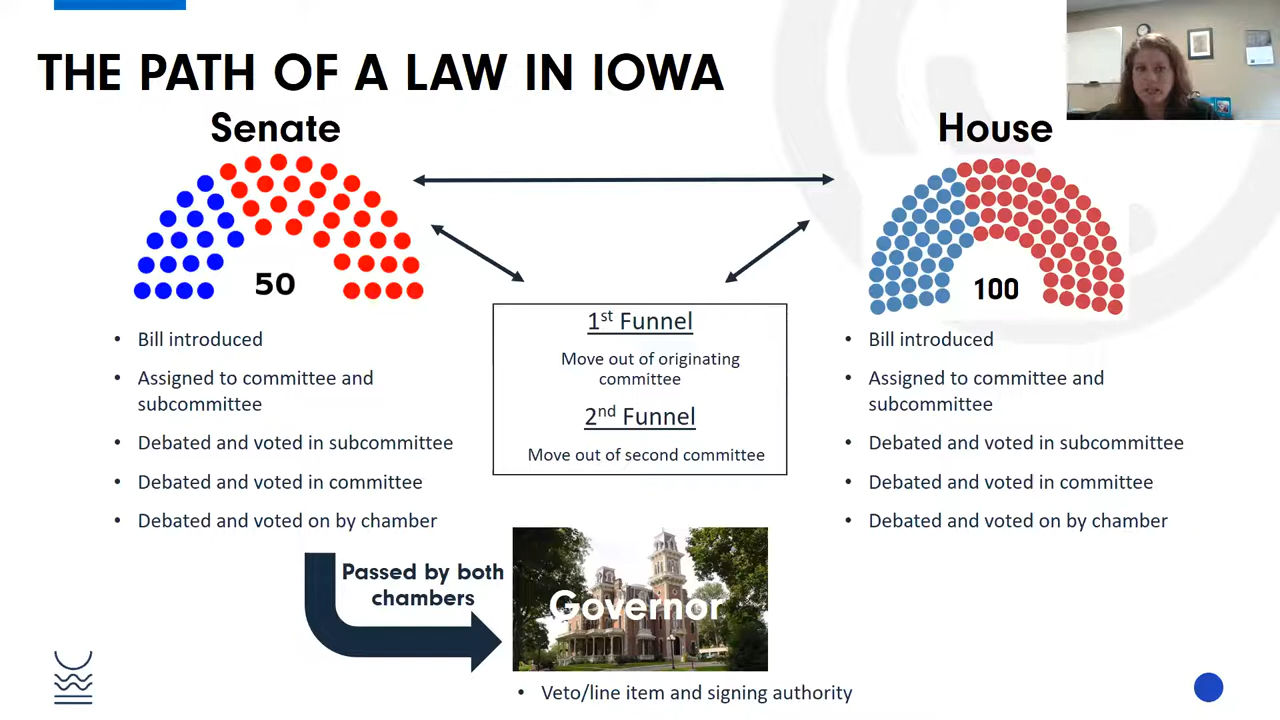 THE PATH OF A LAW IN IOWA
Senate
50
• Bill introduced
• Assigned to committee and
subcommittee
• Debated and voted in subcommittee
• Debated and voted in committee
• Debated and voted on by chamber
1st Funnel
Move out of originating
committee
2nd Funnel
Move out of second committee
House
100
• Bill introduced
• Assigned to committee and
subcommittee
• Debated and voted in subcommittee
• Debated and voted in committee
• Debated and voted on by chamber
Passed by both
chambers
Governor
• Veto/line item and signing authority